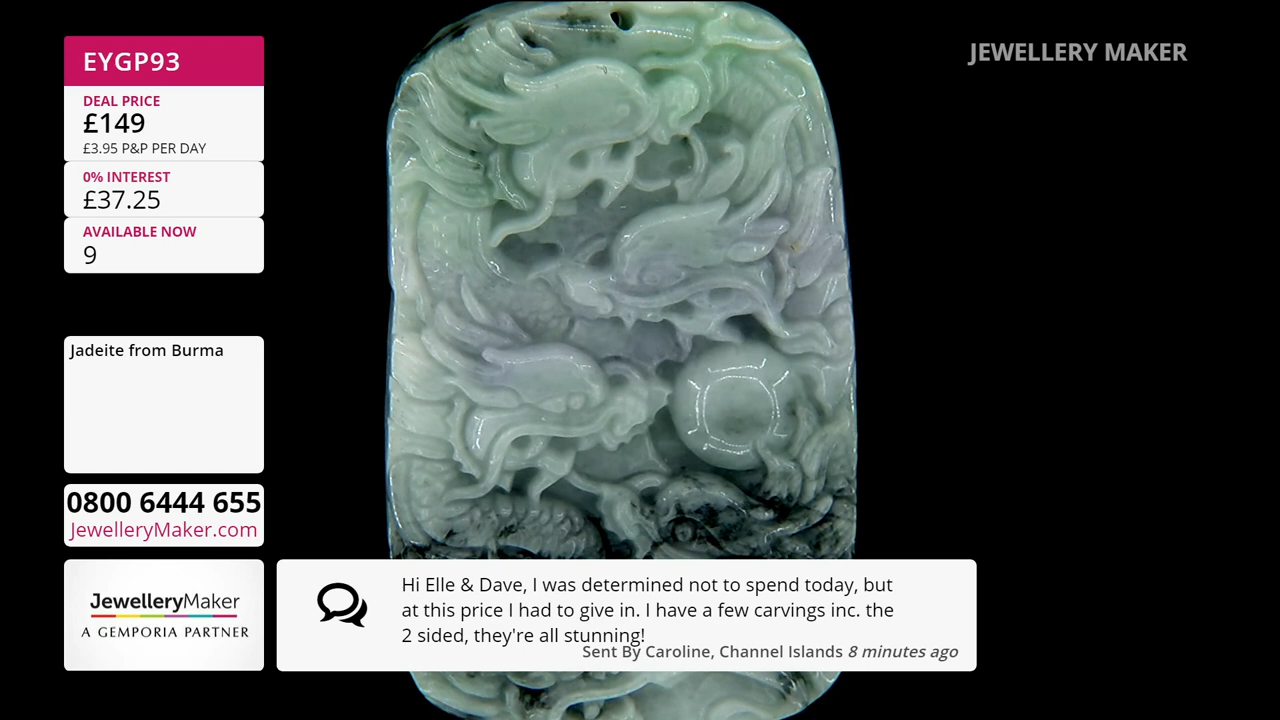 EYGP93
DEAL PRICE
£149
£3.95 P&P PER DAY
0% INTEREST
£37.25
AVAILABLE NOW
9
Jadeite from Burma
0800 6444 655
JewelleryMaker.com
JewelleryMaker
A GEMPORIA PARTNER
JEWELLERY MAKER
Hi Elle & Dave, I was determined not to spend today, but
at this price I had to give in. I have a few carvings inc. the
2 sided, they're all stunning!
Sent By Caroline, Channel Islands 8 minutes ago